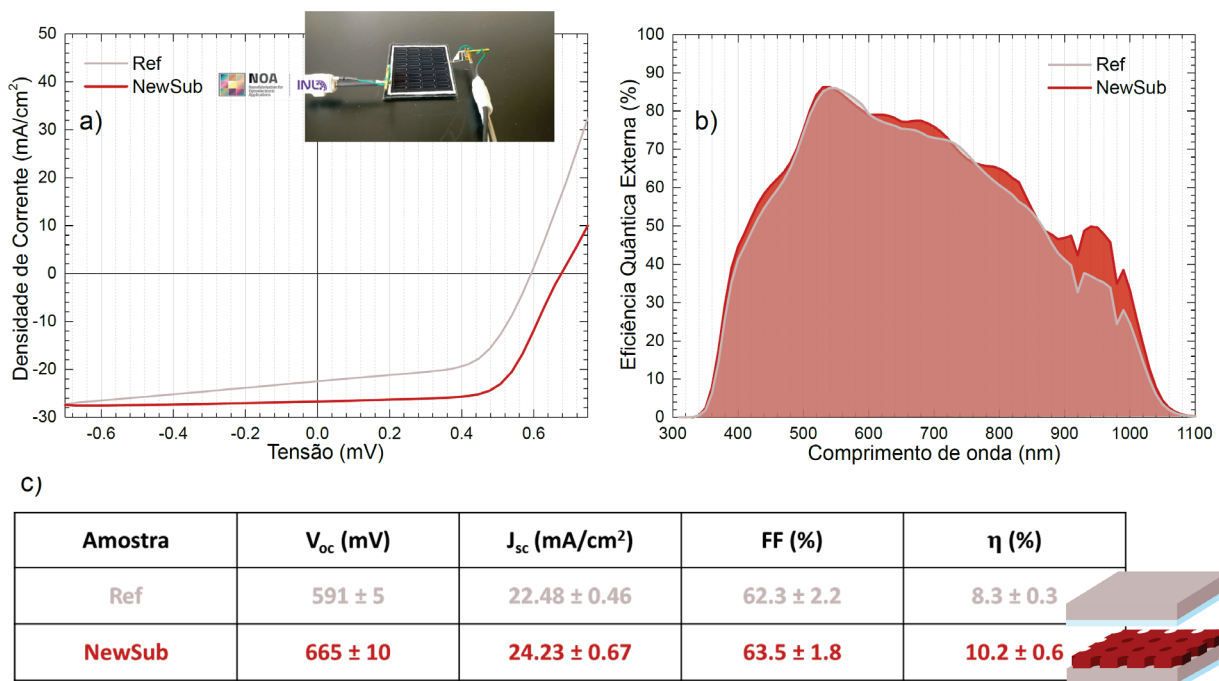 a)
Densidade de Corrente (mA/cm²)
50
40
30
20
10
0
-10
-20
-30
Ref
NewSub
NOA
INL
-0.6
-0.4
-0.2
0.0
0.2
0.4
0.6
Tensão (mV)
b)
Eficiência Quântica Externa (%)
100
90
80
70
60
50
40
30
20
10
0
Ref
NewSub
300
400
500
600
700
800
900
1000
1100
Comprimento de onda (nm)
c)
Amostra Voc (mV) Jsc (mA/cm²) FF (%) η (%)
Ref 591 ± 5 22.48 ± 0.46 62.3 ± 2.2 8.3 ± 0.3
NewSub 665 ± 10 24.23 ± 0.67 63.5 ± 1.8 10.2 ± 0.6